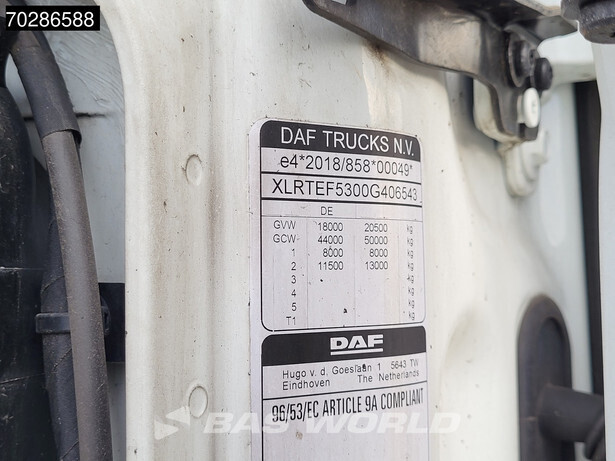 70286588
DAF TRUCKS N.V.
e4*2018/858*00049*
XLRTEF5300G406543
DE
GVW 18000 20500 kg
GCW 44000 50000 kg
1 8000 8000 kg
2 11500 13000 kg
3 kg
4 kg
5 kg
T1 kg
DAF
Hugo v. d. Goeslaan 1 5643 TW
Eindhoven The Netherlands
06/53/EC ARTICLE 9A COMPLIANT
BAS WORLD